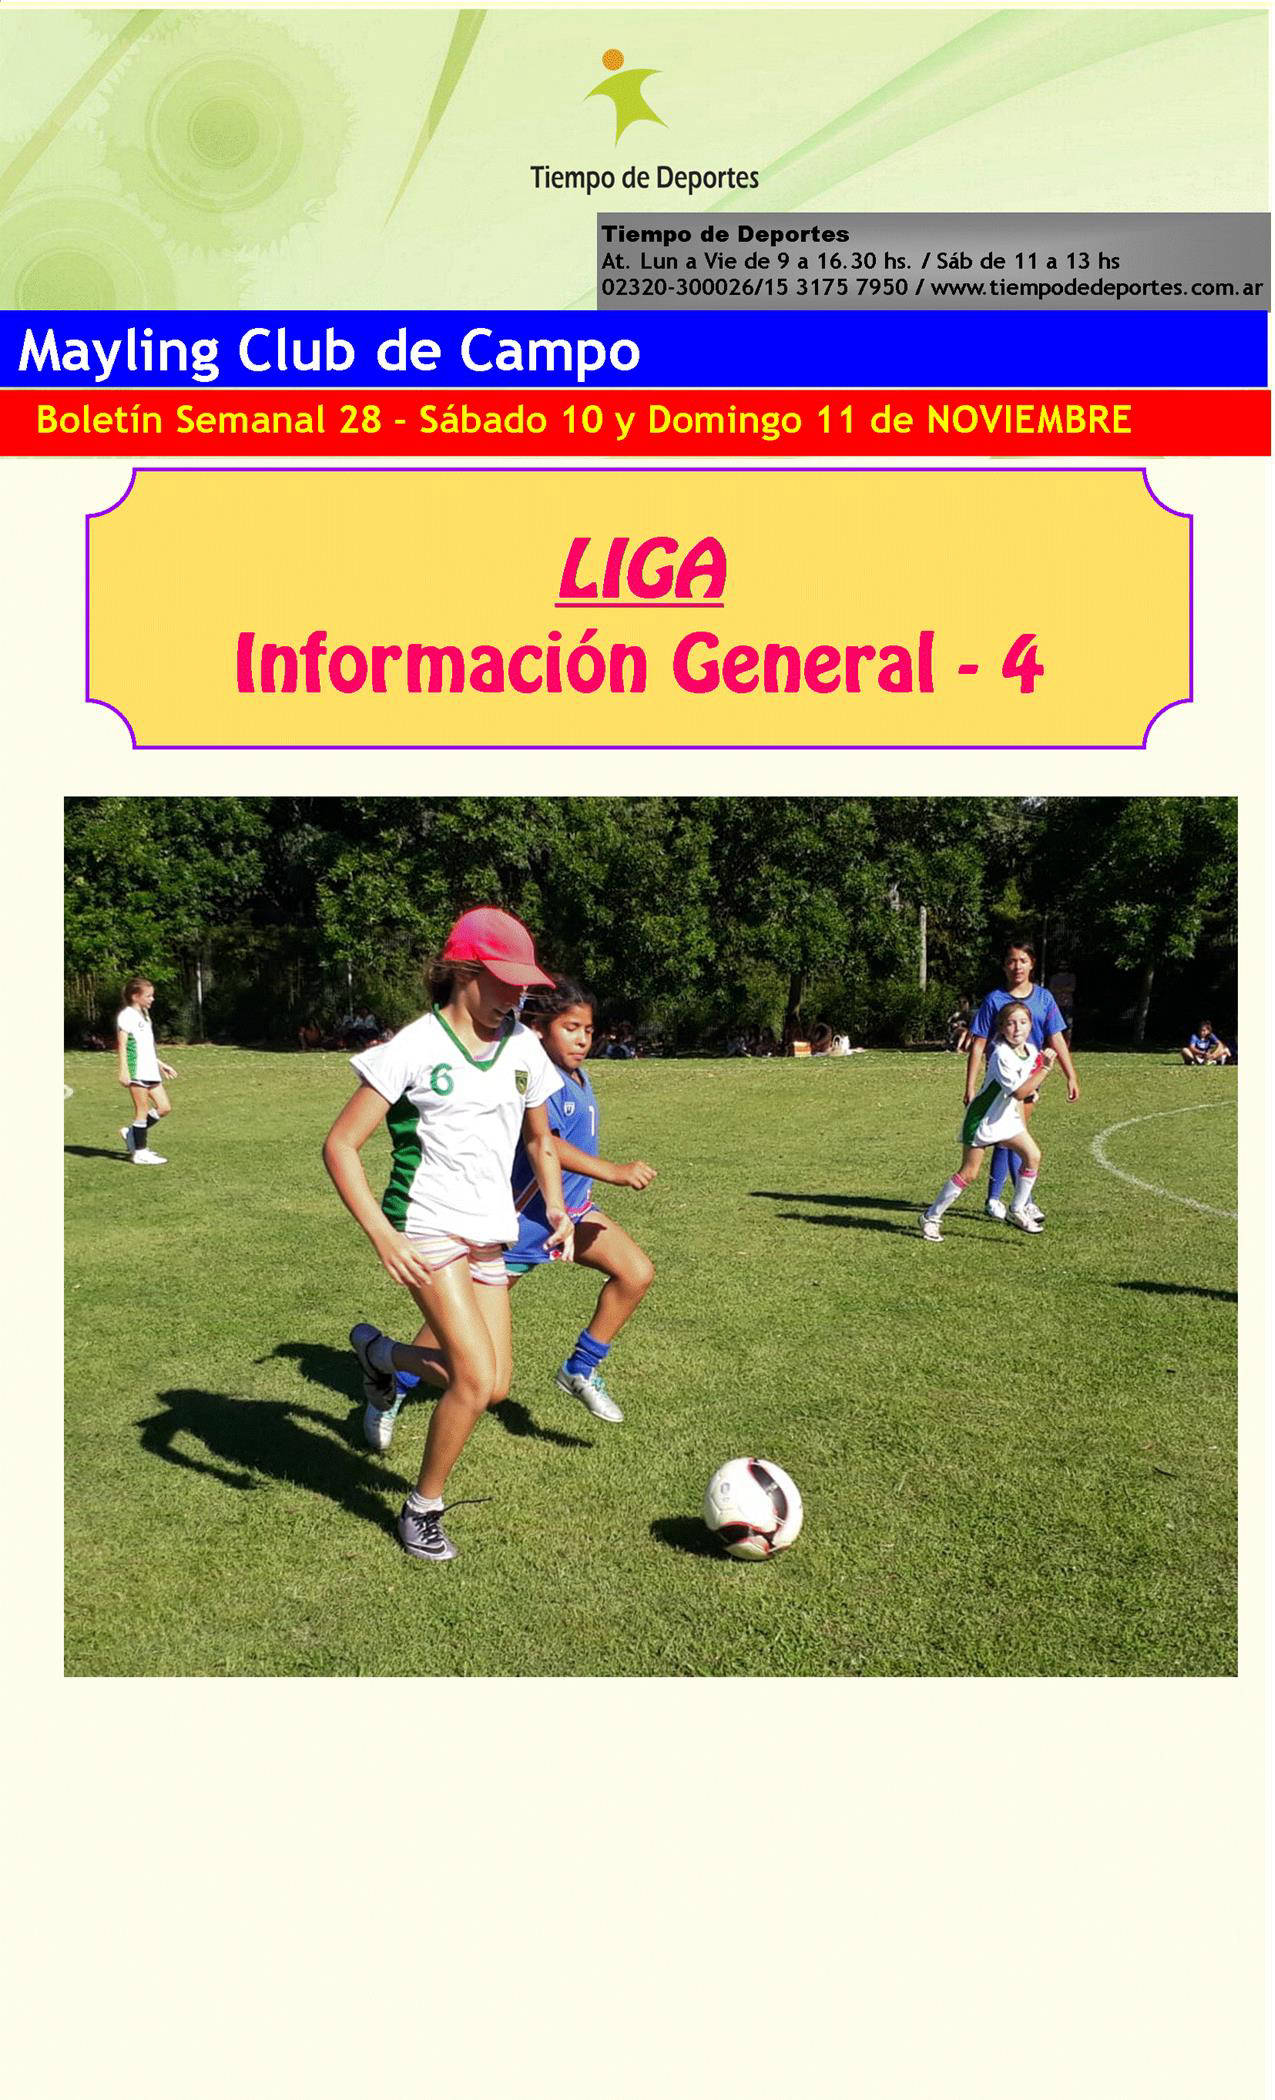 Tiempo de Deportes
Tiempo de Deportes
At. Lun a Vie de 9 a 16.30 hs. / Sáb de 11 a 13 hs
02320-300026/15 3175 7950 / www.tiempodedeportes.com.ar
Mayling Club de Campo
Boletín Semanal 28 - Sábado 10 y Domingo 11 de NOVIEMBRE
LIGA
Información General - 4
6
1